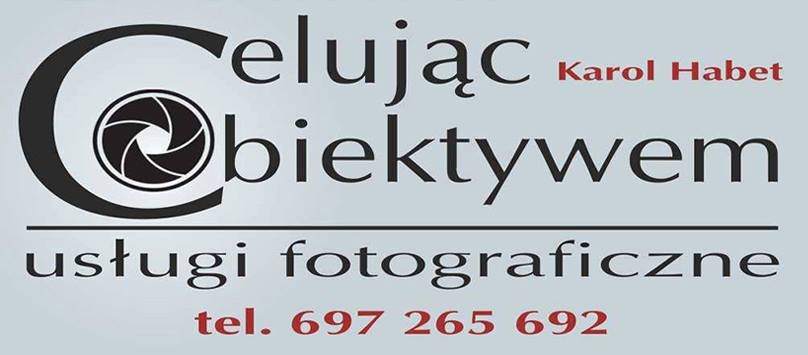 Celując Karol Habet
Obiektywem
usługi fotograficzne
tel. 697 265 692